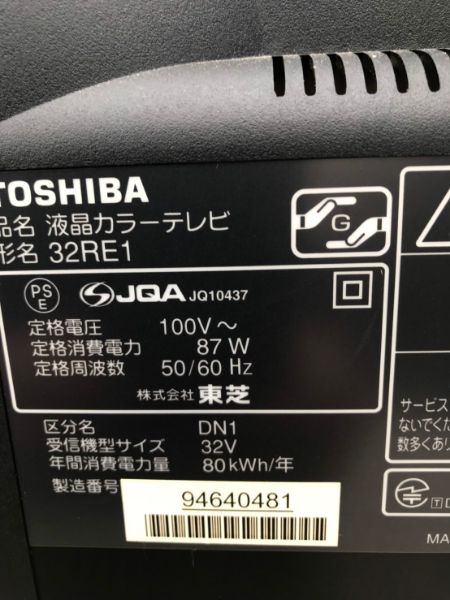 TOSHIBA
品名 液晶カラーテレビ
形名 32RE1
G
PS
E
JQA JQ10437
定格電圧 100V～
定格消費電力 87 W
定格周波数 50/60 Hz
株式会社 東芝
区分名 DN1
受信機型サイズ 32V
年間消費電力量 80kWh/年
製造番号
94640481
サービス
ないでくだ
数多くあり
T D
MA